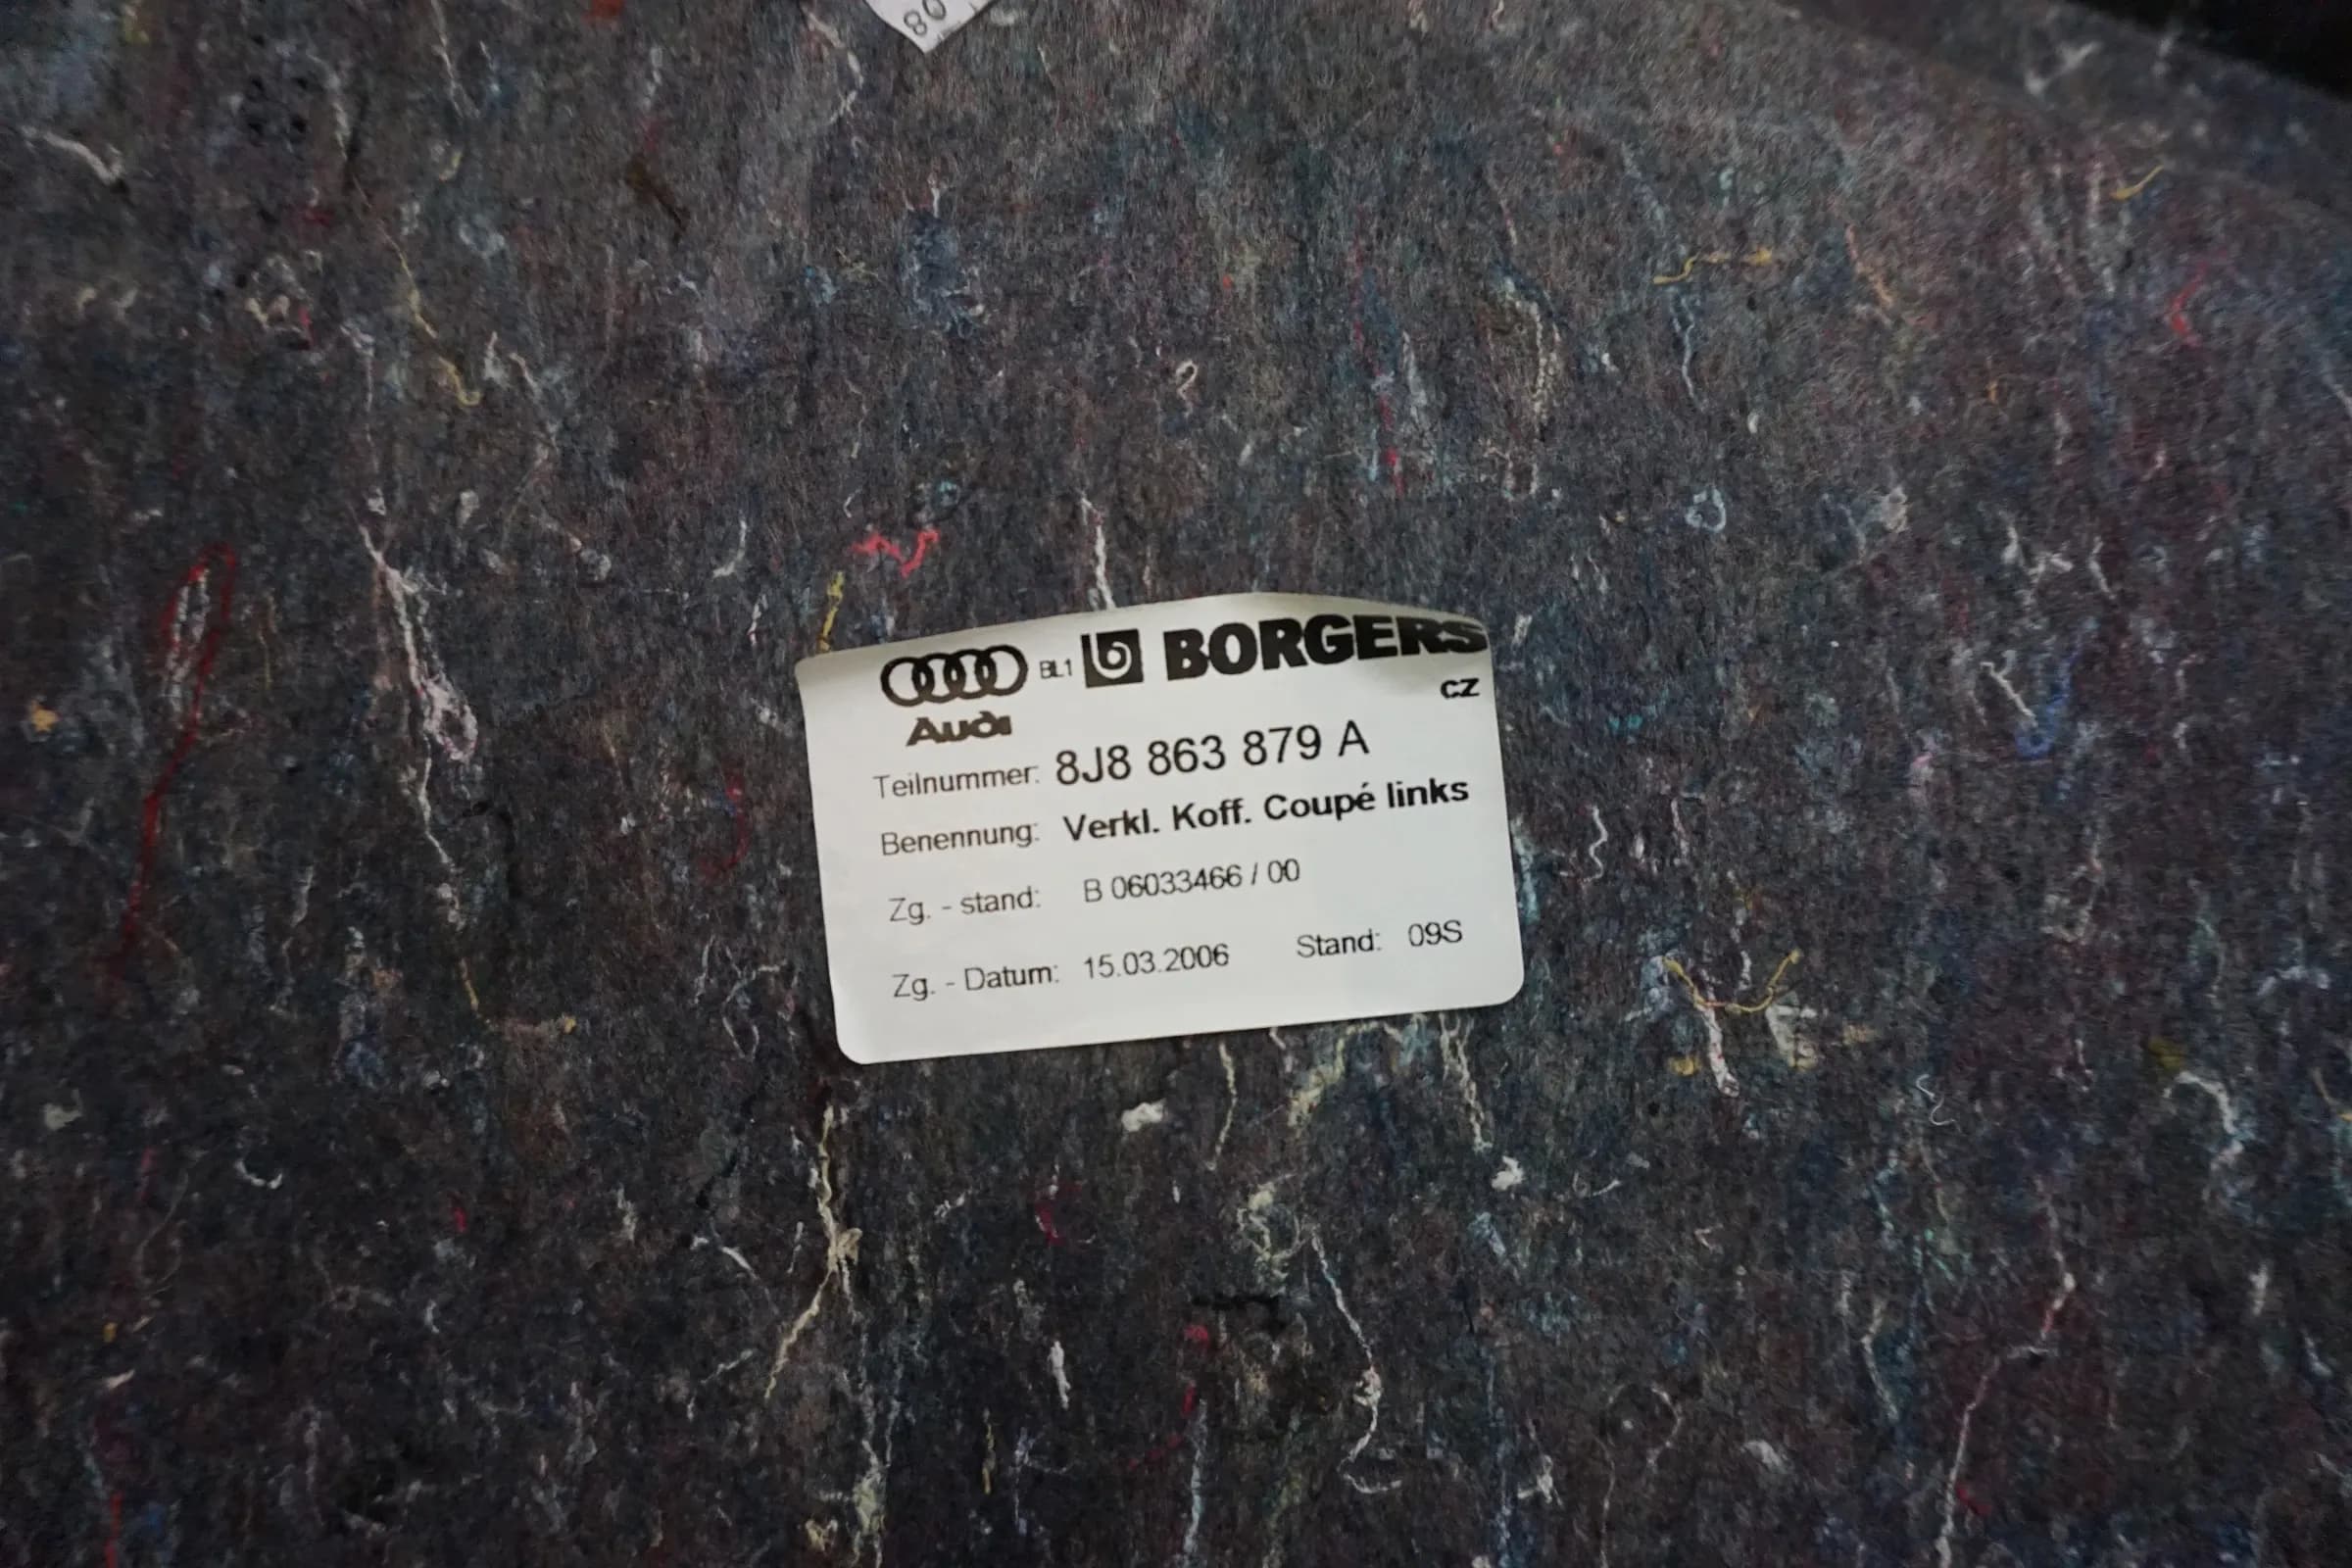 80
BL1 b BORGERS
CZ
Audi
Teilnummer: 8J8 863 879 A
Benennung: Verkl. Koff. Coupé links
Zg. - stand: B 06033466 / 00
Zg. - Datum: 15.03.2006 Stand: 09S